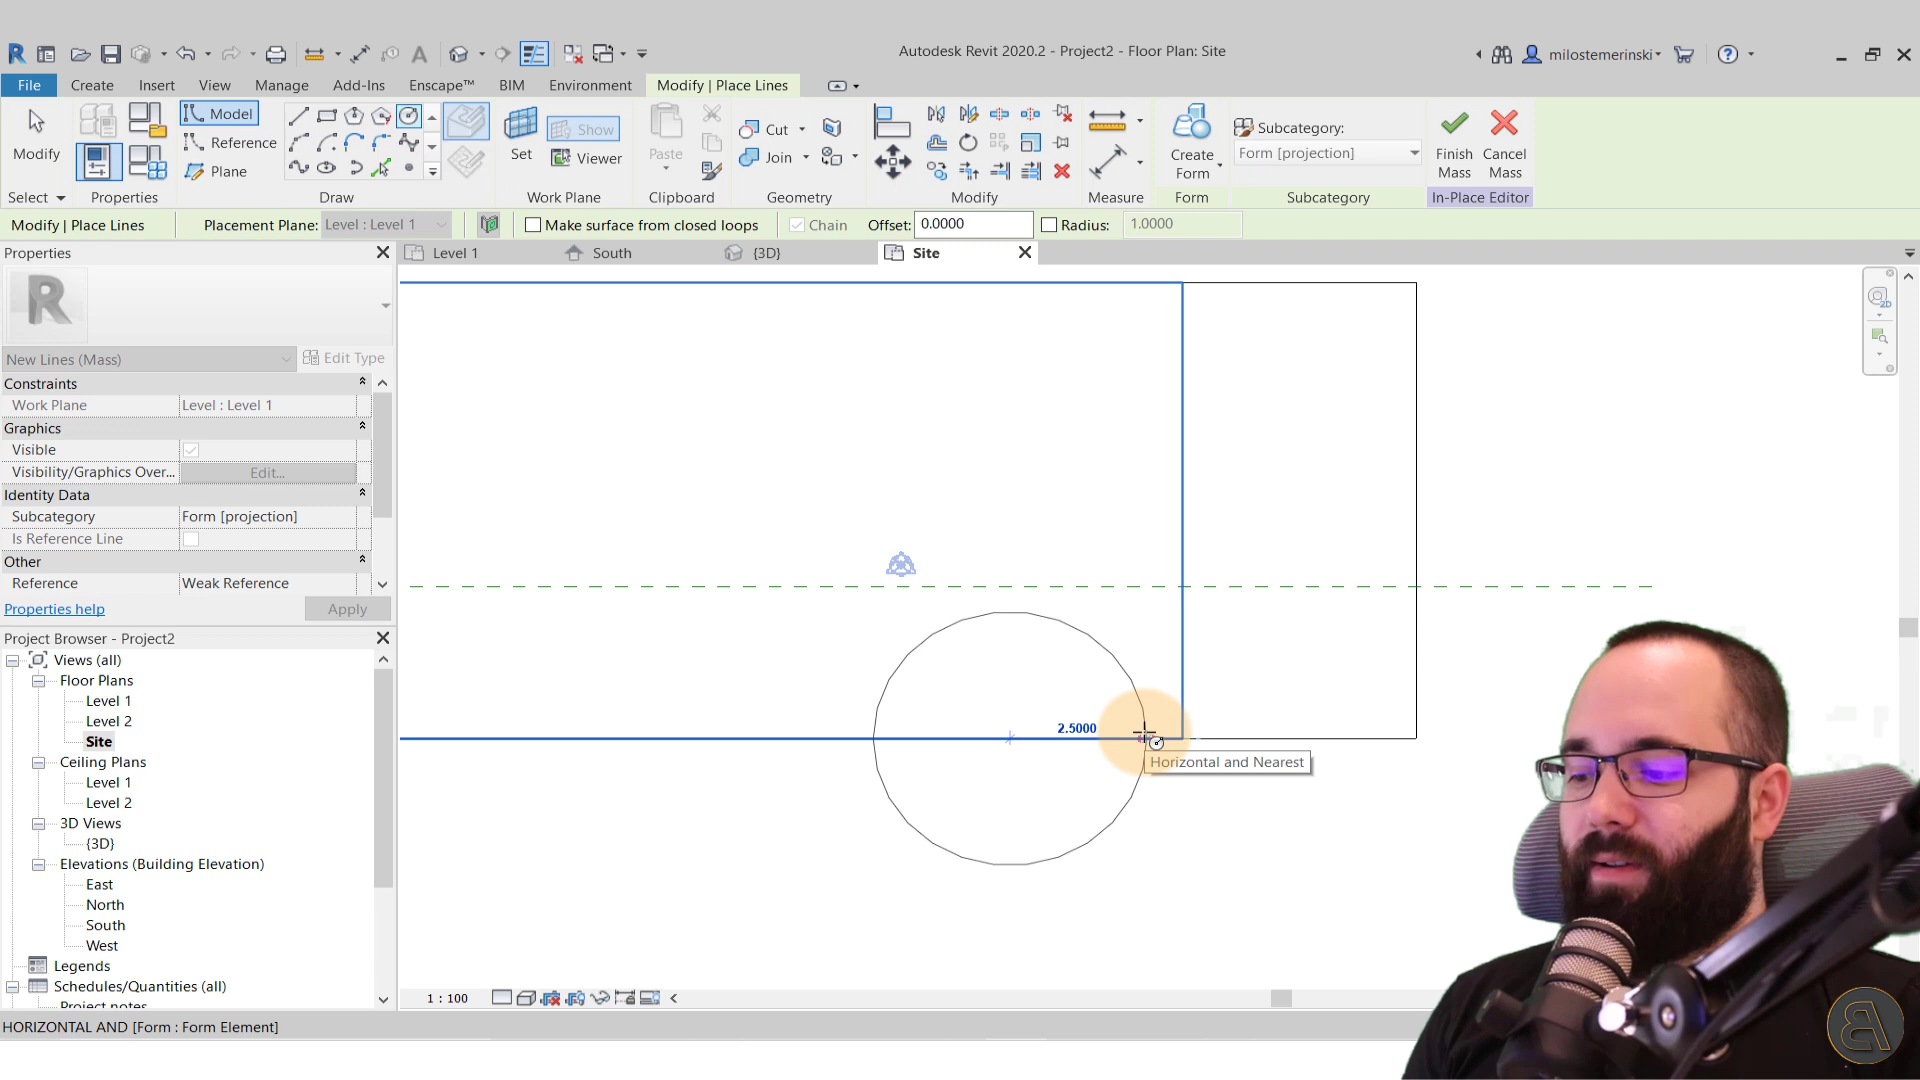 Autodesk Revit 2020.2 - Project2 - Floor Plan: Site
milostemerinski
File Create Insert View Manage Add-Ins Enscape™ BIM Environment Modify | Place Lines
Modify
Model
Reference
Plane
Set
Show
Viewer
Paste
Cut
Join
Create
Form
Subcategory:
Form [projection]
Finish
Mass
Cancel
Mass
Select Properties Draw Work Plane Clipboard Geometry Modify Measure Form Subcategory In-Place Editor
Modify | Place Lines Placement Plane: Level : Level 1 Make surface from closed loops Chain Offset: 0.0000 Radius: 1.0000
Properties
Level 1 South {3D} Site
R
New Lines (Mass) Edit Type
Constraints
Work Plane Level : Level 1
Graphics
Visible
Visibility/Graphics Over... Edit...
Identity Data
Subcategory Form [projection]
Is Reference Line
Other
Reference Weak Reference
Properties help Apply
Project Browser - Project2
Views (all)
Floor Plans
Level 1
Level 2
Site
Ceiling Plans
Level 1
Level 2
3D Views
{3D}
Elevations (Building Elevation)
East
North
South
West
Legends
Schedules/Quantities (all)
Project notes
2D
2.5000
Horizontal and Nearest
1 : 100
HORIZONTAL AND [Form : Form Element]